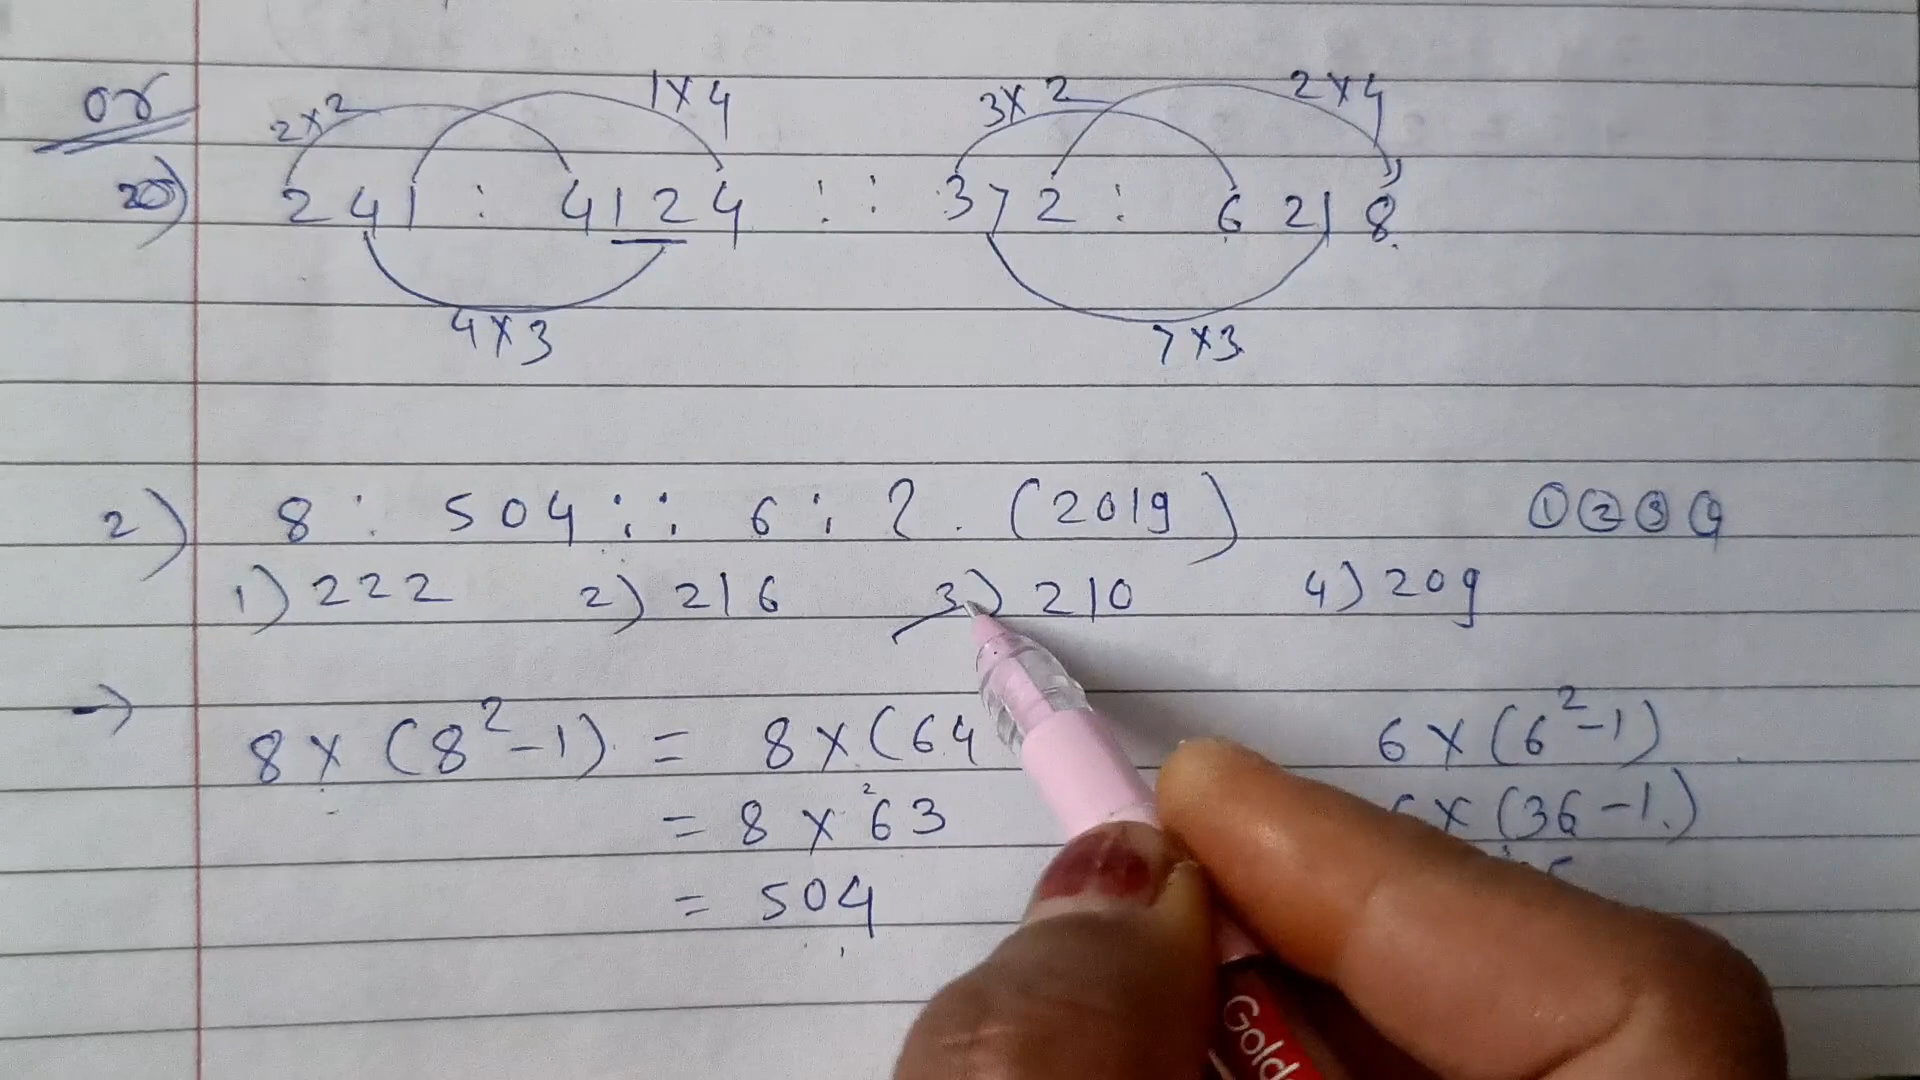 or
2×2 1×4 3×2 2×4
241 : 4124 :: 372 : 6218
4×3 7×3
2) 8 : 504 :: 6 : ? . (2019) ① ② ③ ④
1) 222 2) 216 3) 210 4) 209
→ 8 × (8²-1) = 8 × (64 6 × (6²-1)
= 8 × ²63 × (36-1)
= 504
Gold